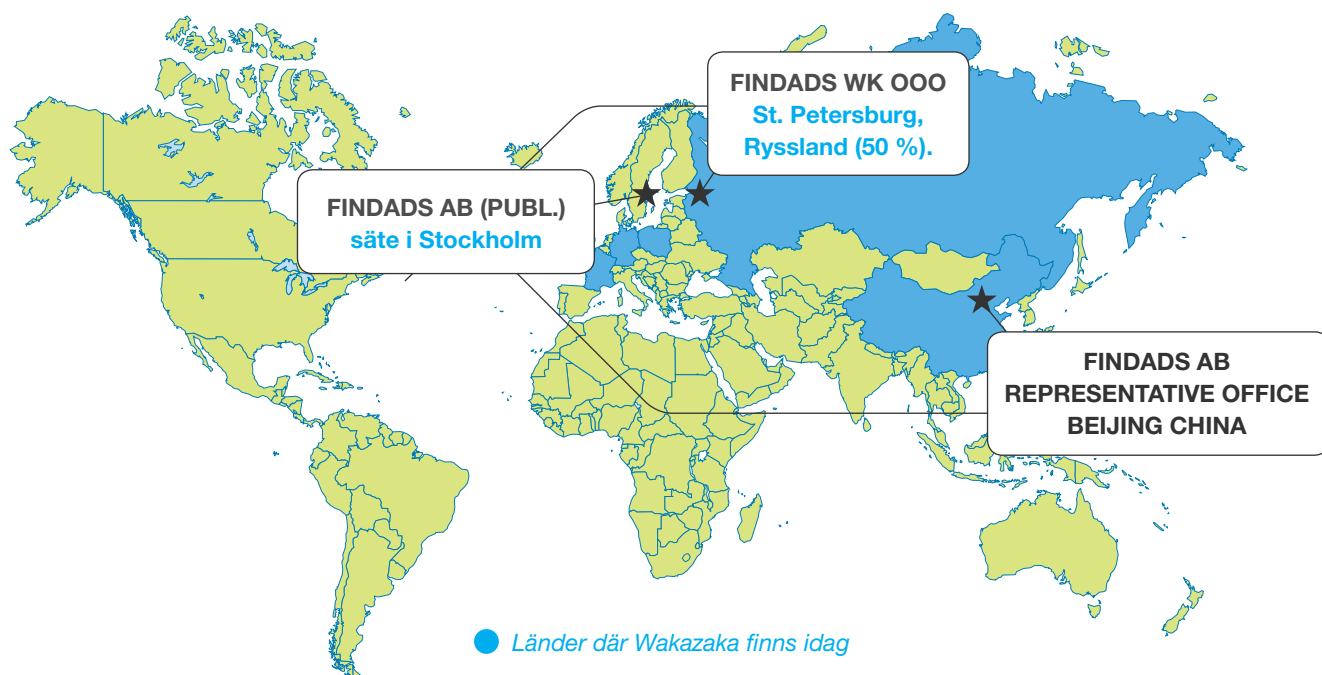 FINDADS WK OOO
St. Petersburg,
Ryssland (50 %).
FINDADS AB (PUBL.)
säte i Stockholm
FINDADS AB
REPRESENTATIVE OFFICE
BEIJING CHINA
Länder där Wakazaka finns idag